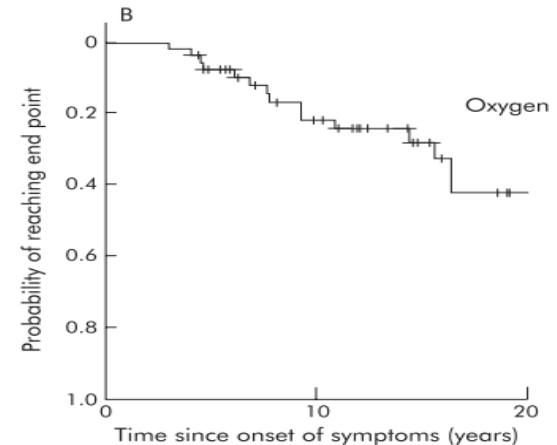 B
0
0.2
0.4
0.6
0.8
1.0
Oxygen
Probability of reaching end point
0 10 20
Time since onset of symptoms (years)